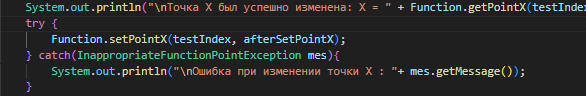 System.out.println("\nТочка X был успешно изменена: X = " + Function.getPointX(testIndex
try {
Function.setPointX(testIndex, afterSetPointX);
} catch(InappropriateFunctionPointException mes){
System.out.println("\nОшибка при изменении точки X : "+ mes.getMessage());
}